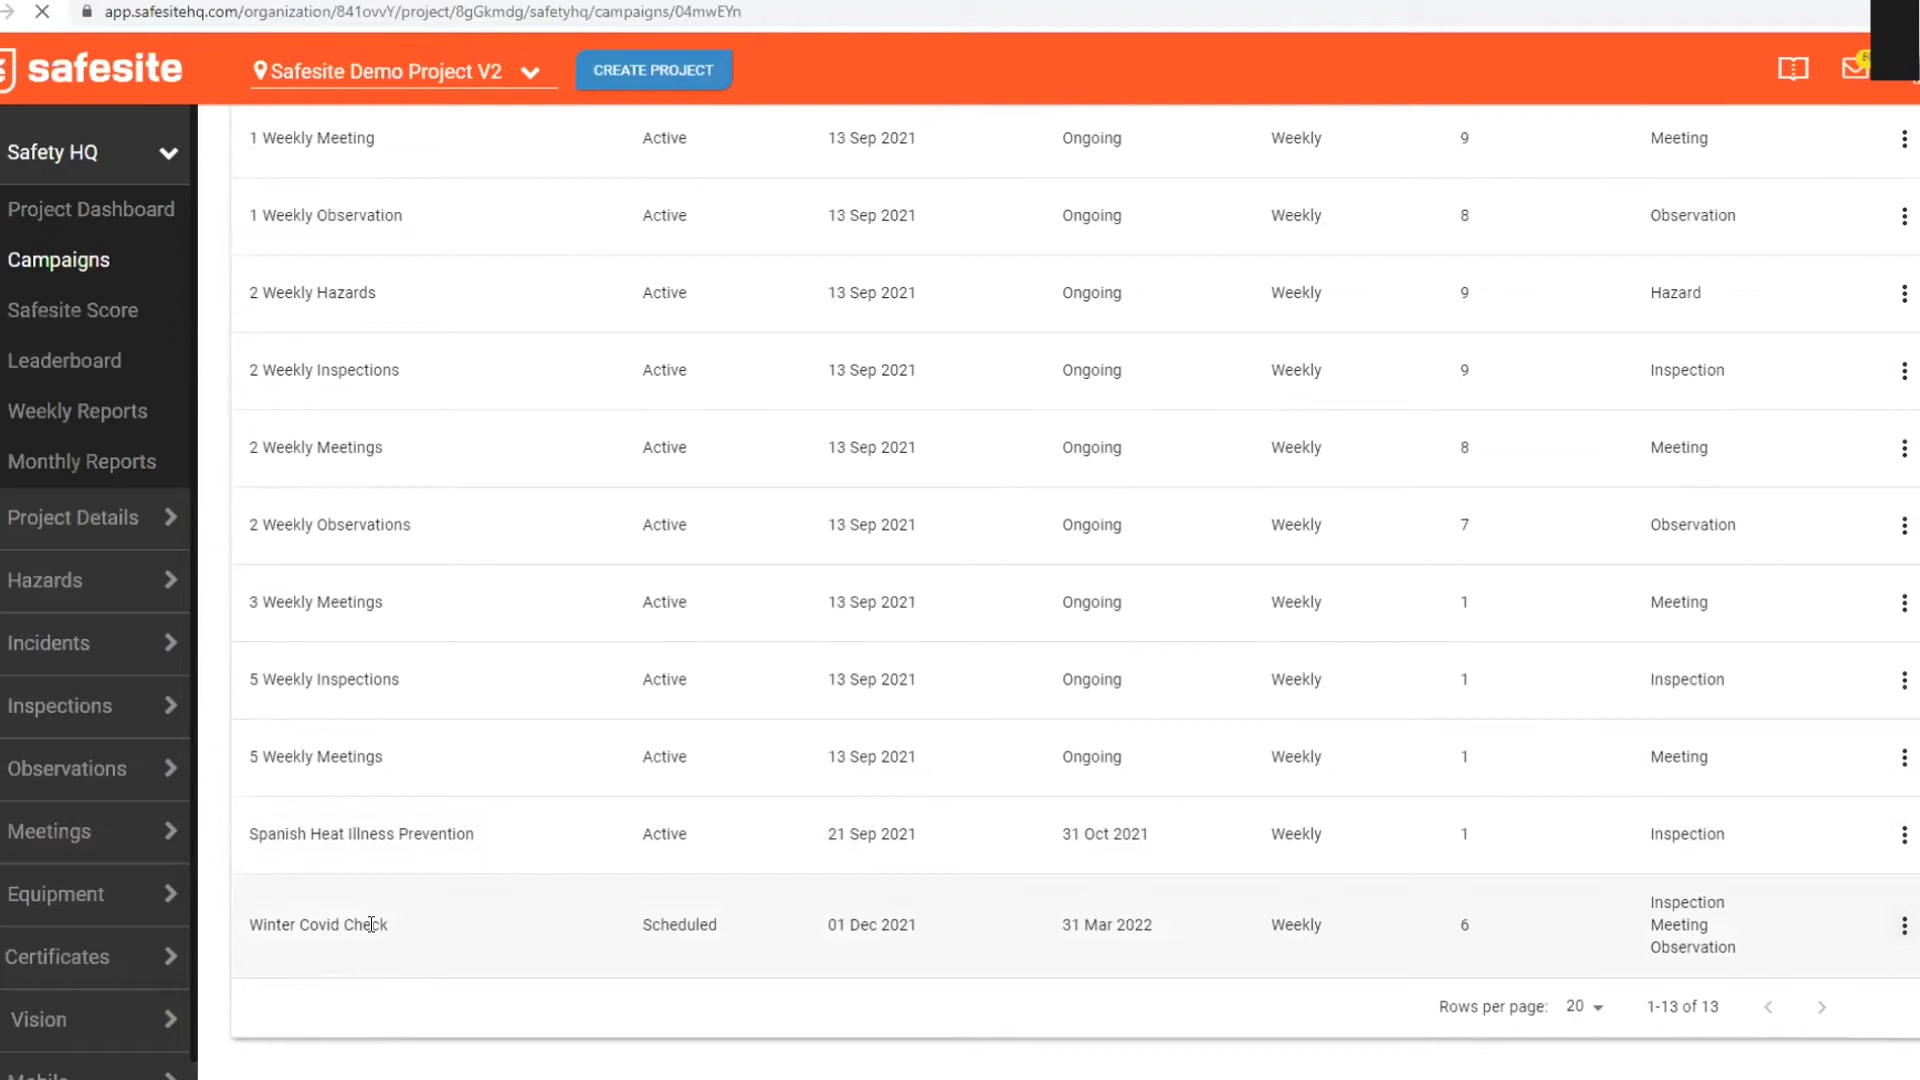 app.safesitehq.com/organization/841ovvY/project/8gGkmdg/safetyhq/campaigns/04mwEYn
safesite
Safesite Demo Project V2
CREATE PROJECT
Safety HQ
Project Dashboard
Campaigns
Safesite Score
Leaderboard
Weekly Reports
Monthly Reports
Project Details
Hazards
Incidents
Inspections
Observations
Meetings
Equipment
Certificates
Vision
Mobile
1 Weekly Meeting Active 13 Sep 2021 Ongoing Weekly 9 Meeting
1 Weekly Observation Active 13 Sep 2021 Ongoing Weekly 8 Observation
2 Weekly Hazards Active 13 Sep 2021 Ongoing Weekly 9 Hazard
2 Weekly Inspections Active 13 Sep 2021 Ongoing Weekly 9 Inspection
2 Weekly Meetings Active 13 Sep 2021 Ongoing Weekly 8 Meeting
2 Weekly Observations Active 13 Sep 2021 Ongoing Weekly 7 Observation
3 Weekly Meetings Active 13 Sep 2021 Ongoing Weekly 1 Meeting
5 Weekly Inspections Active 13 Sep 2021 Ongoing Weekly 1 Inspection
5 Weekly Meetings Active 13 Sep 2021 Ongoing Weekly 1 Meeting
Spanish Heat Illness Prevention Active 21 Sep 2021 31 Oct 2021 Weekly 1 Inspection
Winter Covid Check Scheduled 01 Dec 2021 31 Mar 2022 Weekly 6 Inspection
Meeting
Observation
Rows per page: 20 1-13 of 13